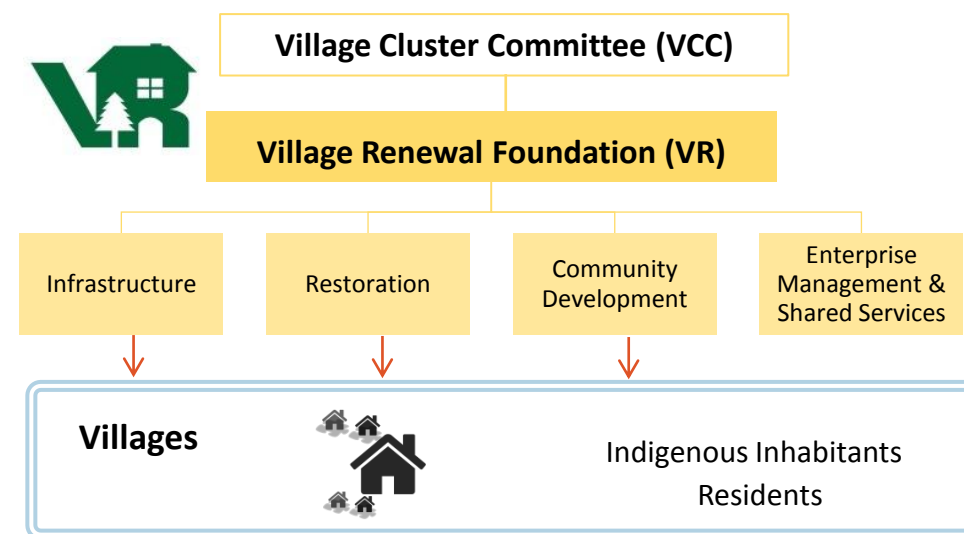 Village Cluster Committee (VCC)
VR
Village Renewal Foundation (VR)
Infrastructure
Restoration
Community
Development
Enterprise
Management &
Shared Services
Villages
Indigenous Inhabitants
Residents